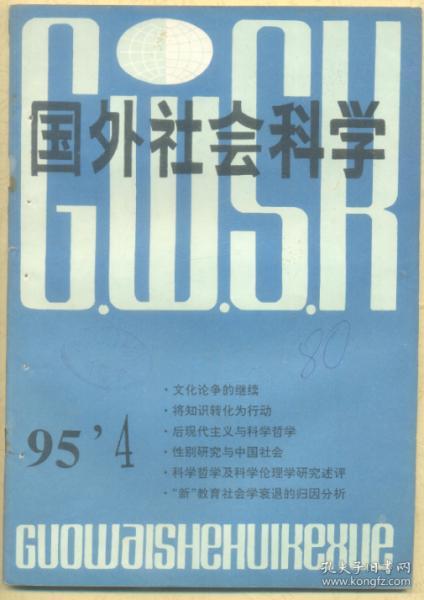 G.W.S.K
国外社会科学
80
·文化论争的继续
·将知识转化为行动
·后现代主义与科学哲学
·性别研究与中国社会
·科学哲学及科学伦理学研究述评
·“新”教育社会学衰退的归因分析
95'4
GUOWAISHEHUIKEXUE
孔夫子旧书网
www.kongfz.com